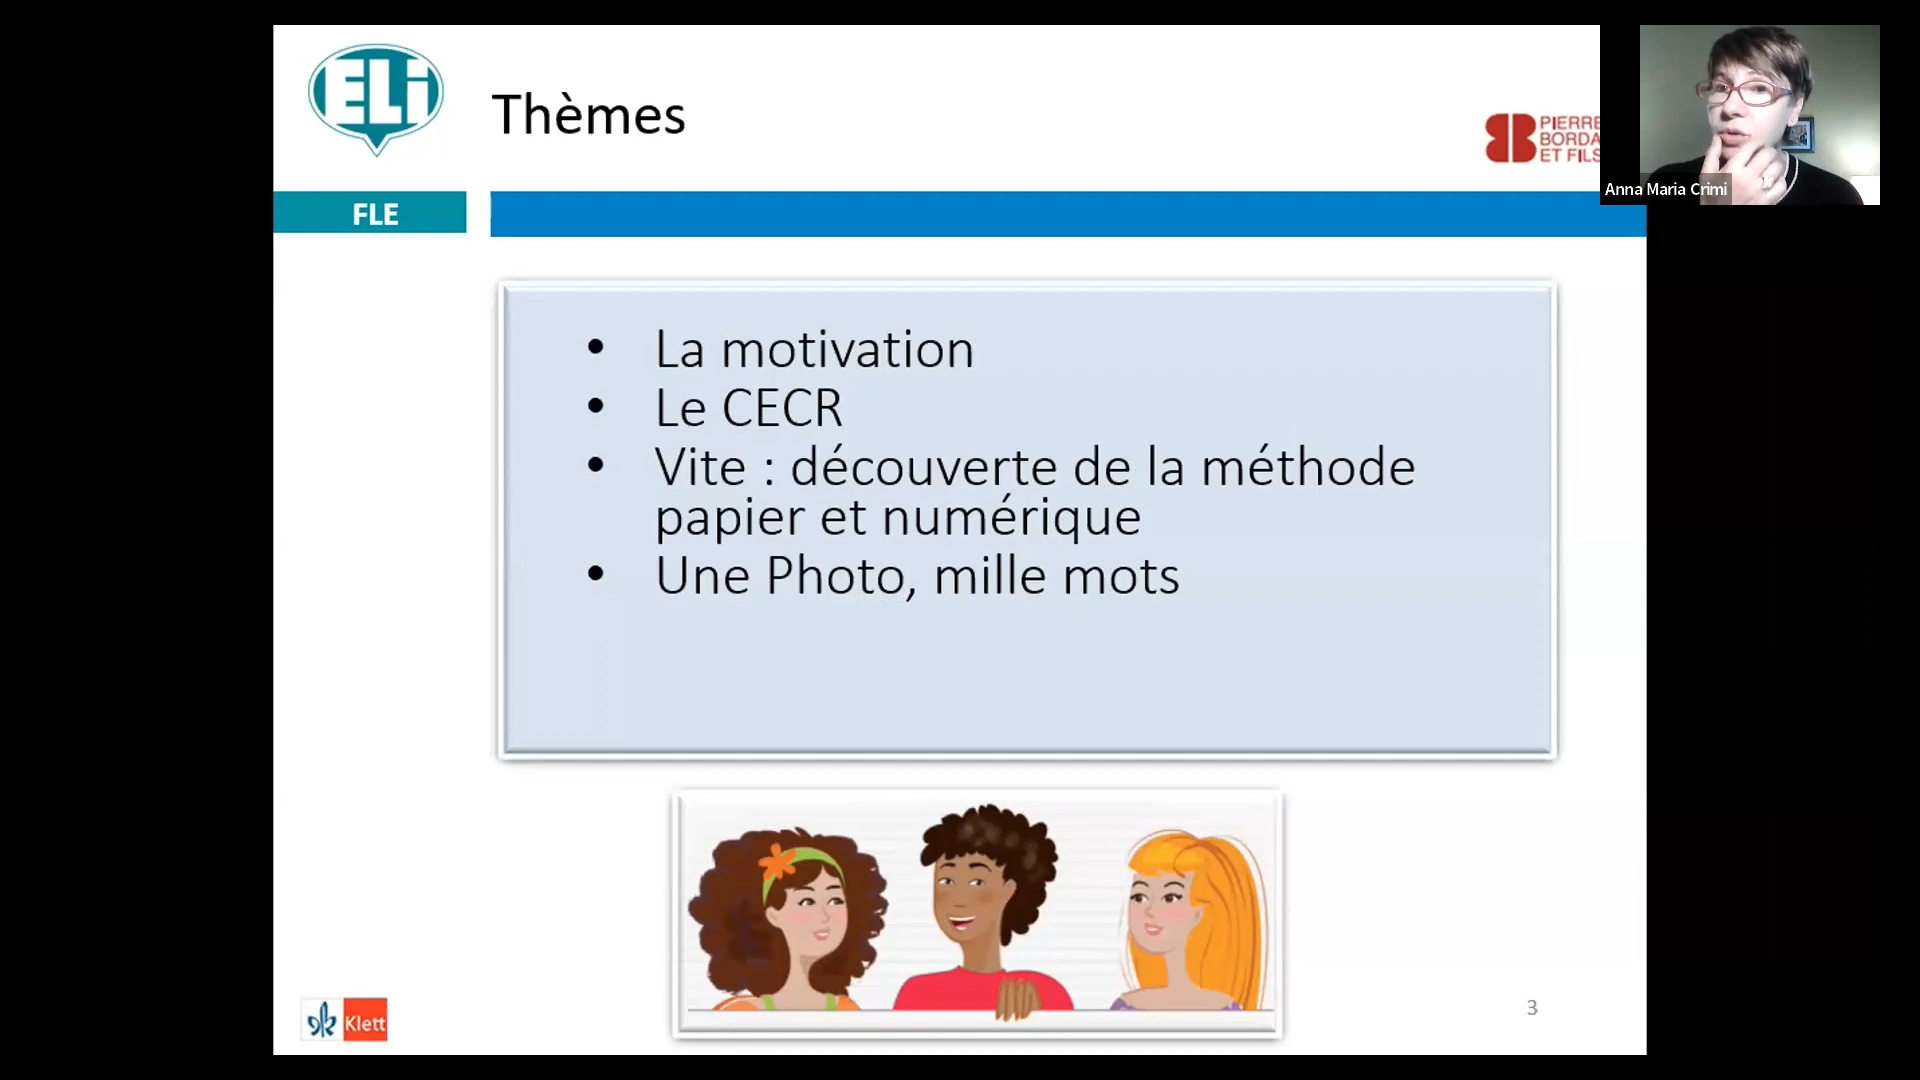 ELi
Thèmes
PIERRE
BORDA
ET FILS
Anna Maria Crimi
FLE
• La motivation
• Le CECR
• Vite : découverte de la méthode
papier et numérique
• Une Photo, mille mots
Klett
3